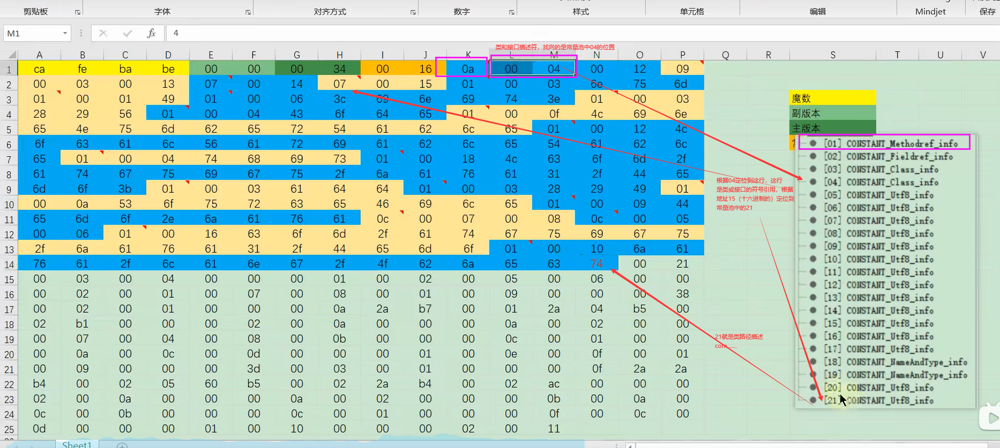 剪贴板 字体 对齐方式 数字 样式 单元格 编辑 Mindjet 保存
M1 fx 4
类和接口描述符，找向的是常量池中04的位置
A B C D E F G H I J K L M N O P Q R S T U V
1 ca fe ba be 00 00 00 34 00 16 0a 00 04 00 12 09
2 00 03 00 13 07 00 14 07 00 15 01 00 03 6e 75 6d
3 01 00 01 49 01 00 06 3c 69 6e 69 74 3e 01 00 03
4 28 29 56 01 00 04 43 6f 64 65 01 00 0f 4c 69 6e
5 65 4e 75 6d 62 65 72 54 61 62 6c 65 01 00 12 4c
6 6f 63 61 6c 56 61 72 69 61 62 6c 65 54 61 62 6c
7 65 01 00 04 74 68 69 73 01 00 18 4c 63 6f 6d 2f
8 61 74 67 75 69 67 75 2f 6a 61 76 61 31 2f 44 65
9 6d 6f 3b 01 00 03 61 64 64 01 00 03 28 29 49 01
10 00 0a 53 6f 75 72 63 65 46 69 6c 65 01 00 09 44
11 65 6d 6f 2e 6a 61 76 61 0c 00 07 00 08 0c 00 05
12 00 06 01 00 16 63 6f 6d 2f 61 74 67 75 69 67 75
13 2f 6a 61 76 61 31 2f 44 65 6d 6f 01 00 10 6a 61
14 76 61 2f 6c 61 6e 67 2f 4f 62 6a 65 63 74 00 21
15 00 03 00 04 00 00 00 01 00 02 00 05 00 06 00 00
16 00 02 00 01 00 07 00 08 00 01 00 09 00 00 00 38
17 00 02 00 01 00 00 00 0a 2a b7 00 01 2a 04 b5 00
18 02 b1 00 00 00 02 00 0a 00 00 00 0a 00 02 00 00
19 00 07 00 04 00 08 00 0b 00 00 00 0c 00 01 00 00
20 00 0a 00 0c 00 0d 00 00 00 01 00 0e 00 0f 00 01
21 00 09 00 00 00 3d 00 03 00 01 00 00 00 0f 2a 2a
22 b4 00 02 05 60 b5 00 02 2a b4 00 02 ac 00 00 00
23 02 00 0a 00 00 00 0a 00 02 00 00 00 0b 00 0a 00
24 0c 00 0b 00 00 00 0c 00 01 00 00 00 0f 00 0c 00
25 0d 00 00 00 01 00 10 00 00 00 02 00 11
魔数
副版本
主版本
[01] CONSTANT_Methodref_info
[02] CONSTANT_Fieldref_info
[03] CONSTANT_Class_info
[04] CONSTANT_Class_info
[05] CONSTANT_Utf8_info
[06] CONSTANT_Utf8_info
[07] CONSTANT_Utf8_info
[08] CONSTANT_Utf8_info
[09] CONSTANT_Utf8_info
[10] CONSTANT_Utf8_info
[11] CONSTANT_Utf8_info
[12] CONSTANT_Utf8_info
[13] CONSTANT_Utf8_info
[14] CONSTANT_Utf8_info
[15] CONSTANT_Utf8_info
[16] CONSTANT_Utf8_info
[17] CONSTANT_Utf8_info
[18] CONSTANT_NameAndType_info
[19] CONSTANT_NameAndType_info
[20] CONSTANT_Utf8_info
[21] CONSTANT_Utf8_info
根据04定位到这行，这行
是类或接口的符号引用，根据
地址15（十六进制的）定位到
常量池中的21
21就是类路径描述
com......
Sheet1